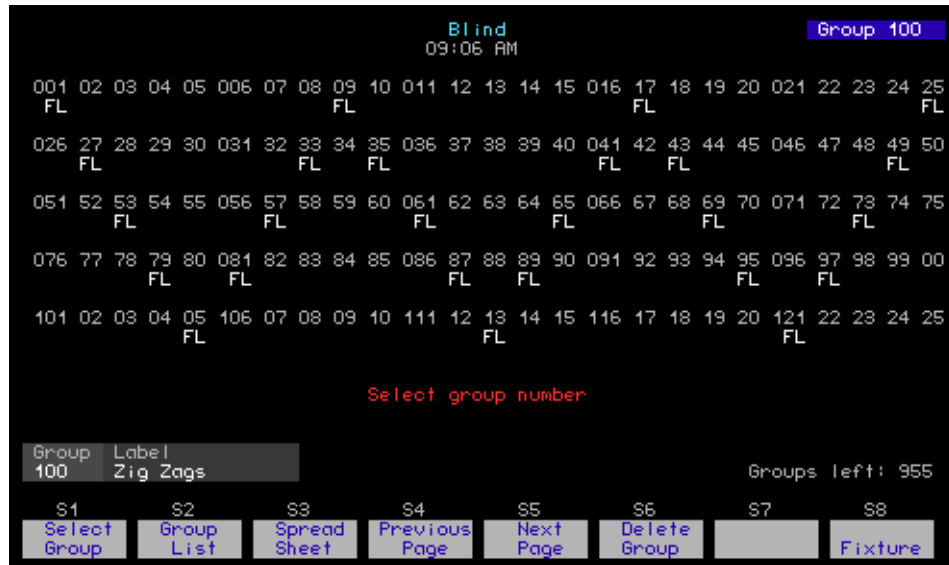 Blind
Group 100
09:06 AM
001 02 03 04 05 006 07 08 09 10 011 12 13 14 15 016 17 18 19 20 021 22 23 24 25
FL FL FL FL
026 27 28 29 30 031 32 33 34 35 036 37 38 39 40 041 42 43 44 45 046 47 48 49 50
FL FL FL FL FL FL
051 52 53 54 55 056 57 58 59 60 061 62 63 64 65 066 67 68 69 70 071 72 73 74 75
FL FL FL FL FL FL
076 77 78 79 80 081 82 83 84 85 086 87 88 89 90 091 92 93 94 95 096 97 98 99 00
FL FL FL FL FL FL
101 02 03 04 05 106 07 08 09 10 111 12 13 14 15 116 17 18 19 20 121 22 23 24 25
FL FL FL
Select group number
Group Label
100 Zig Zags
Groups left: 955
S1 S2 S3 S4 S5 S6 S7 S8
Select Group Spread Previous Next Delete
Group List Sheet Page Page Group Fixture